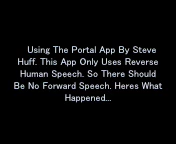 Using The Portal App By Steve
Huff. This App Only Uses Reverse
Human Speech. So There Should
Be No Forward Speech. Heres What
Happened...